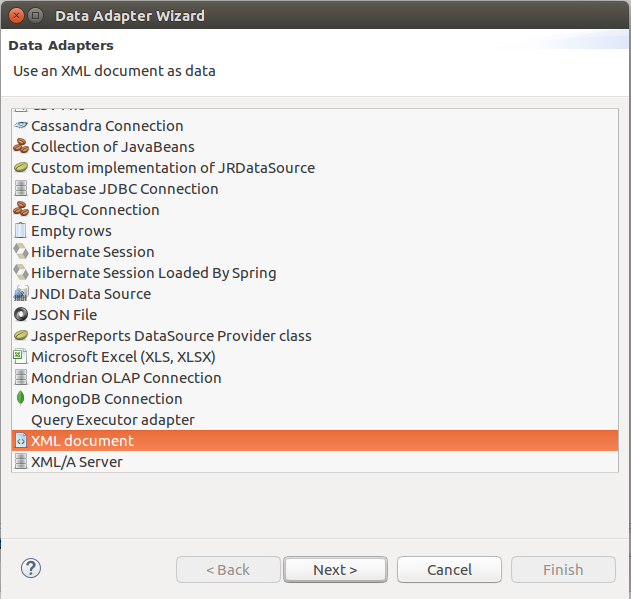 Data Adapter Wizard
Data Adapters
Use an XML document as data
Cassandra Connection
Collection of JavaBeans
Custom implementation of JRDataSource
Database JDBC Connection
EJBQL Connection
Empty rows
Hibernate Session
Hibernate Session Loaded By Spring
JNDI Data Source
JSON File
JasperReports DataSource Provider class
Microsoft Excel (XLS, XLSX)
Mondrian OLAP Connection
MongoDB Connection
Query Executor adapter
XML document
XML/A Server
? < Back Next > Cancel Finish